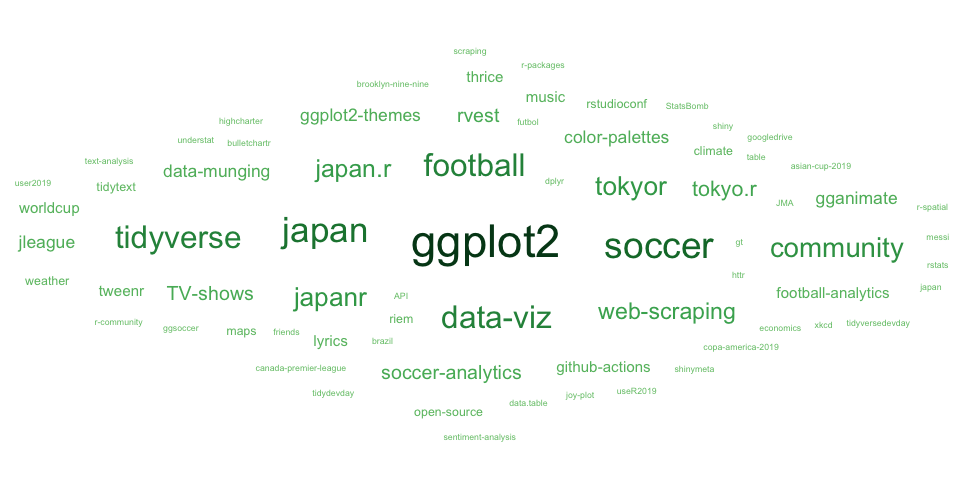 scraping
r-packages
thrice
brooklyn-nine-nine
music
rstudioconf
StatsBomb
ggplot2-themes
rvest
highcharter
futbol
shiny
googledrive
color-palettes
understat
bulletchartr
climate
table
text-analysis
data-munging
japan.r
football
asian-cup-2019
user2019
tidytext
dplyr
tokyor
tokyo.r
gganimate
worldcup
JMA
r-spatial
jleague
tidyverse
japan
ggplot2
soccer
gt
community
messi
rstats
weather
httr
tweenr
TV-shows
japanr
API
football-analytics
japan
r-community
ggsoccer
maps
friends
riem
data-viz
web-scraping
economics
xkcd
tidyversedevday
lyrics
brazil
copa-america-2019
canada-premier-league
soccer-analytics
github-actions
shinymeta
tidydevday
data.table
joy-plot
useR2019
open-source
sentiment-analysis